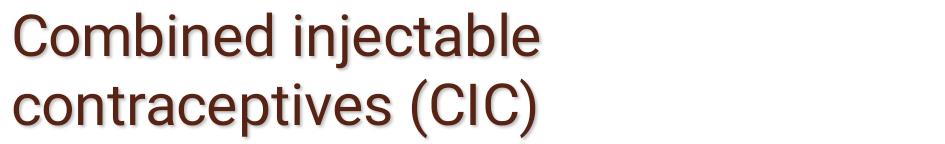 Combined injectable
contraceptives (CIC)